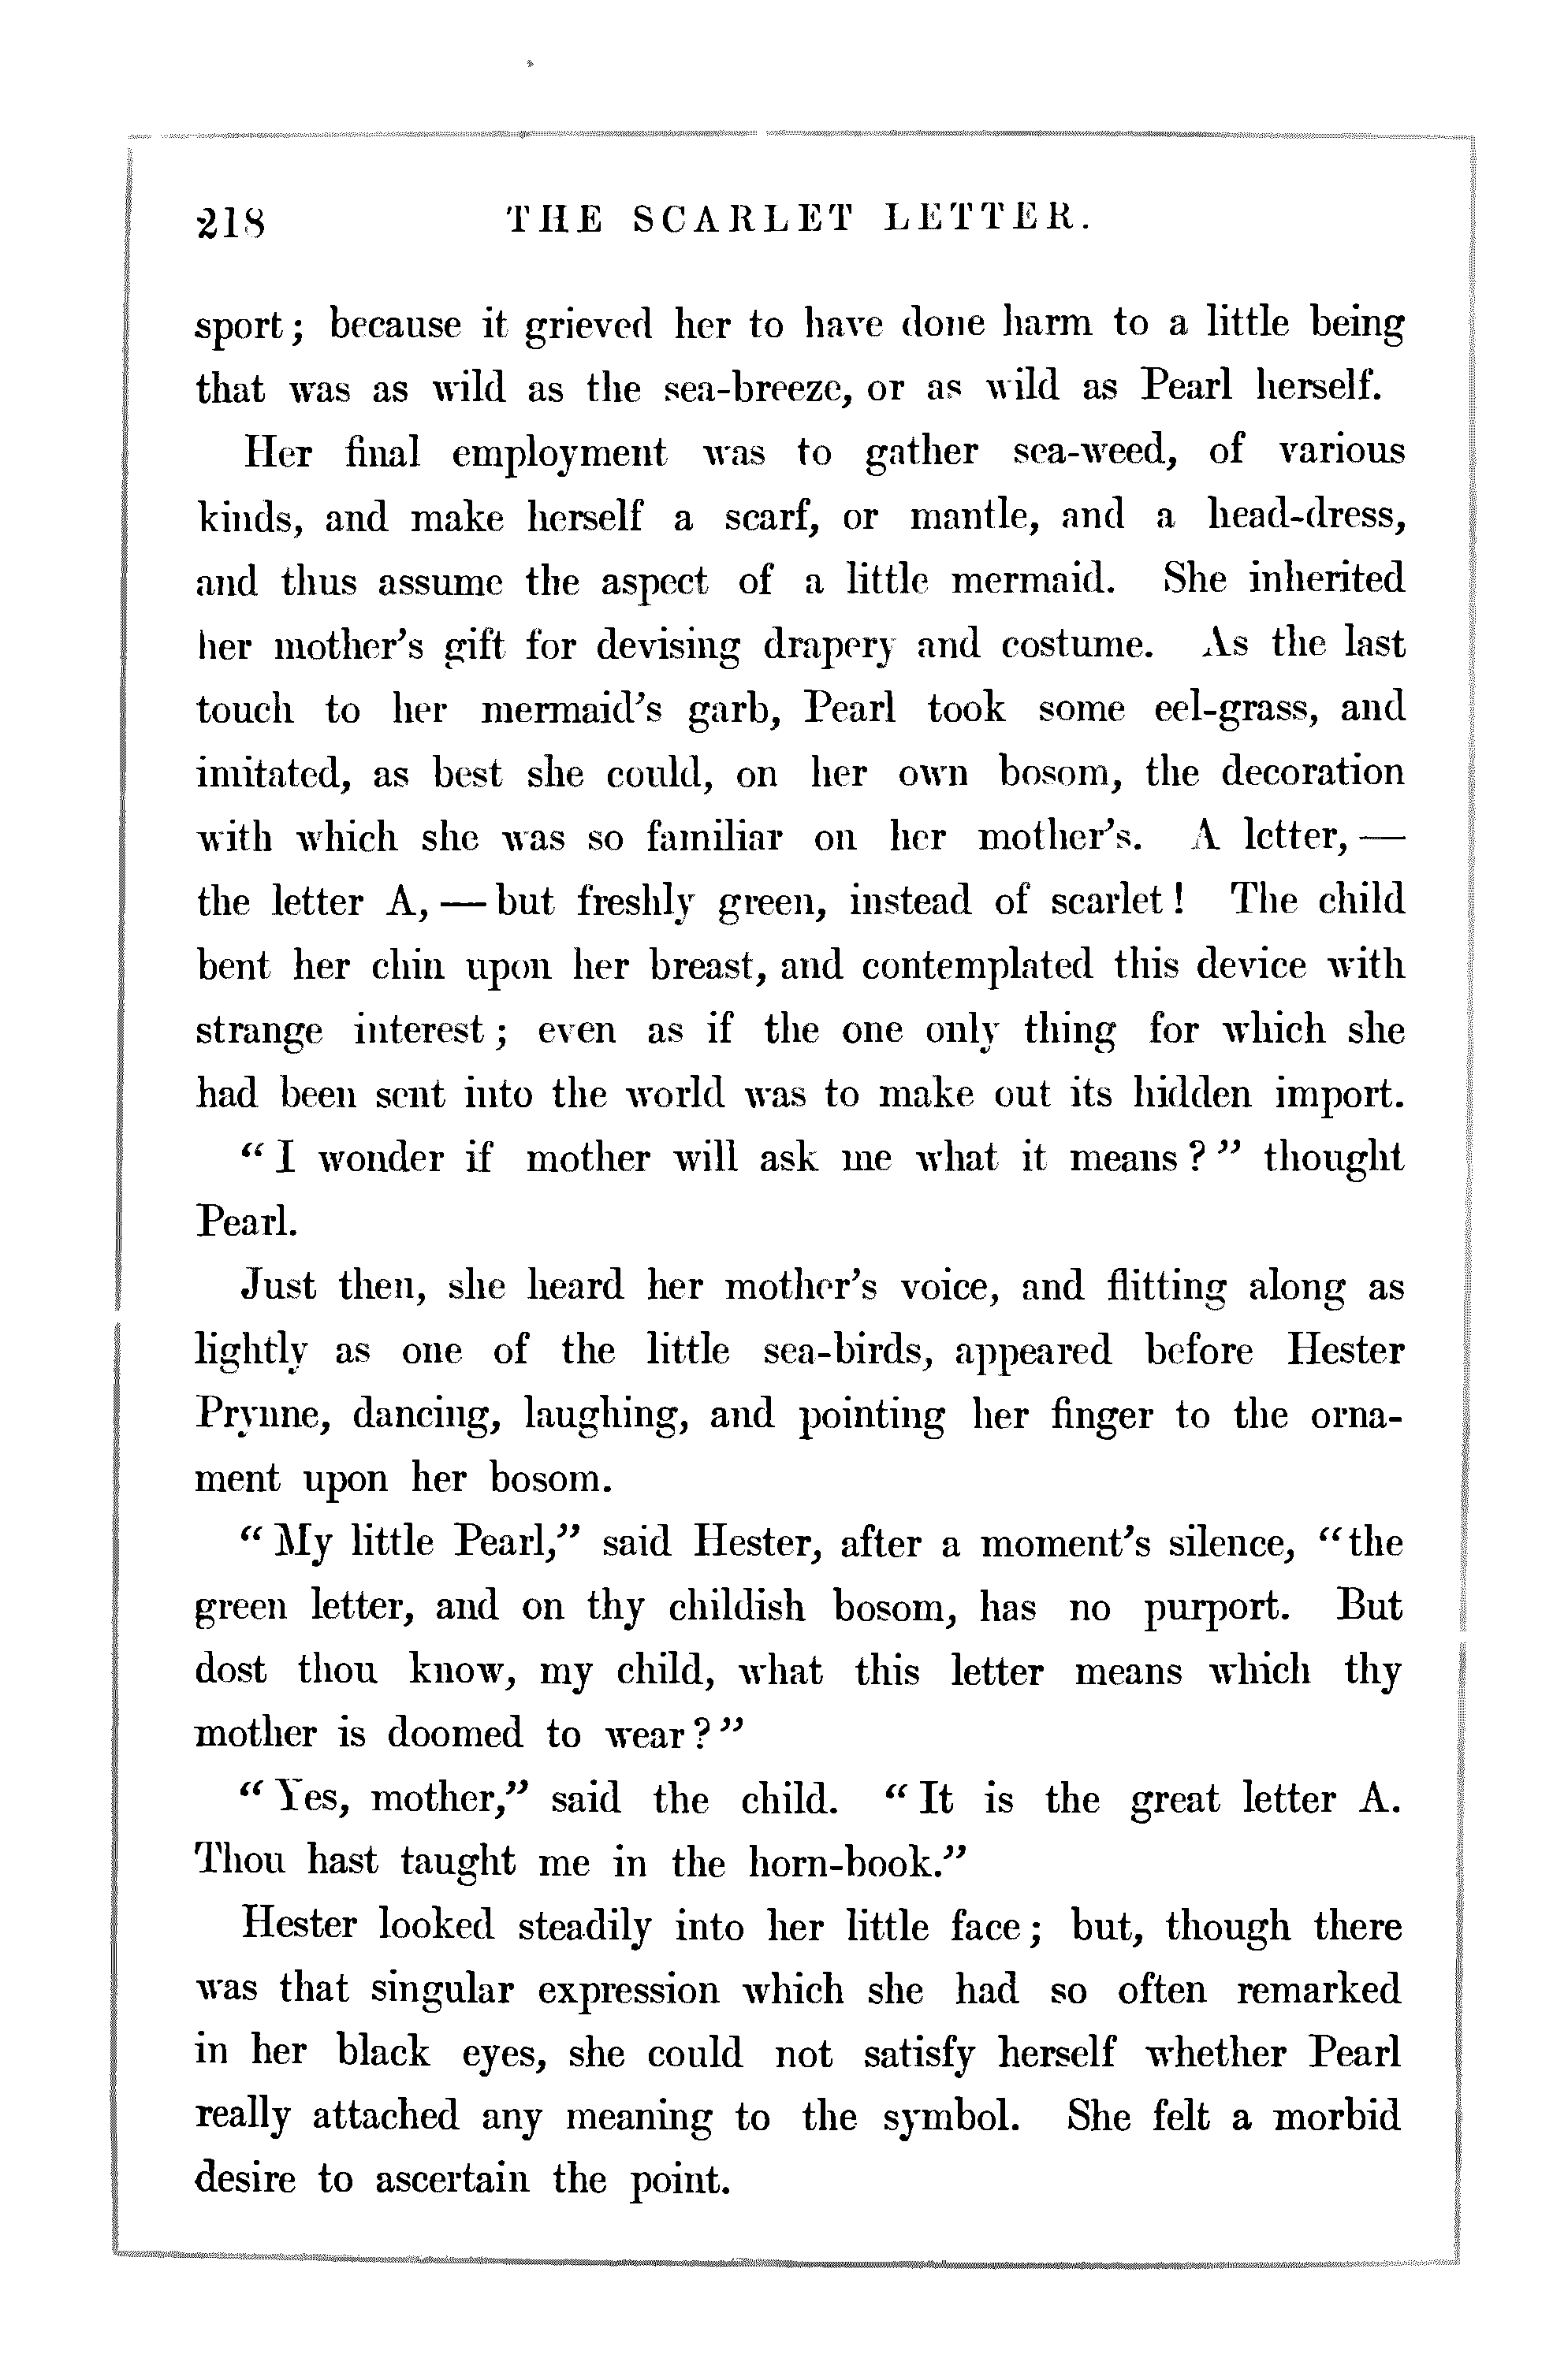 218 THE SCARLET LETTER.
sport; because it grieved her to have done harm to a little being
that was as wild as the sea-breeze, or as wild as Pearl herself.
Her final employment was to gather sea-weed, of various
kinds, and make herself a scarf, or mantle, and a head-dress,
and thus assume the aspect of a little mermaid. She inherited
her mother's gift for devising drapery and costume. As the last
touch to her mermaid's garb, Pearl took some eel-grass, and
imitated, as best she could, on her own bosom, the decoration
with which she was so familiar on her mother's. A letter, —
the letter A, — but freshly green, instead of scarlet! The child
bent her chin upon her breast, and contemplated this device with
strange interest; even as if the one only thing for which she
had been sent into the world was to make out its hidden import.
"I wonder if mother will ask me what it means?" thought
Pearl.
Just then, she heard her mother's voice, and flitting along as
lightly as one of the little sea-birds, appeared before Hester
Prynne, dancing, laughing, and pointing her finger to the orna-
ment upon her bosom.
"My little Pearl," said Hester, after a moment's silence, "the
green letter, and on thy childish bosom, has no purport. But
dost thou know, my child, what this letter means which thy
mother is doomed to wear?"
"Yes, mother," said the child. "It is the great letter A.
Thou hast taught me in the horn-book."
Hester looked steadily into her little face; but, though there
was that singular expression which she had so often remarked
in her black eyes, she could not satisfy herself whether Pearl
really attached any meaning to the symbol. She felt a morbid
desire to ascertain the point.